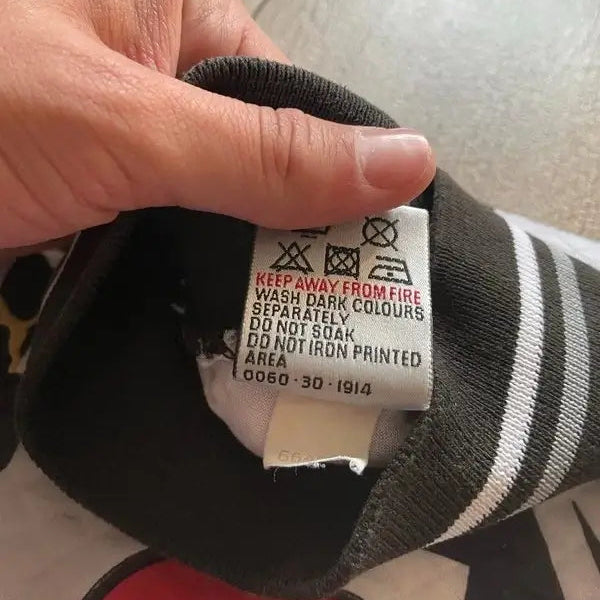 KEEP AWAY FROM FIRE
WASH DARK COLOURS
SEPARATELY
DO NOT SOAK
DO NOT IRON PRINTED
AREA
0060·30·1914